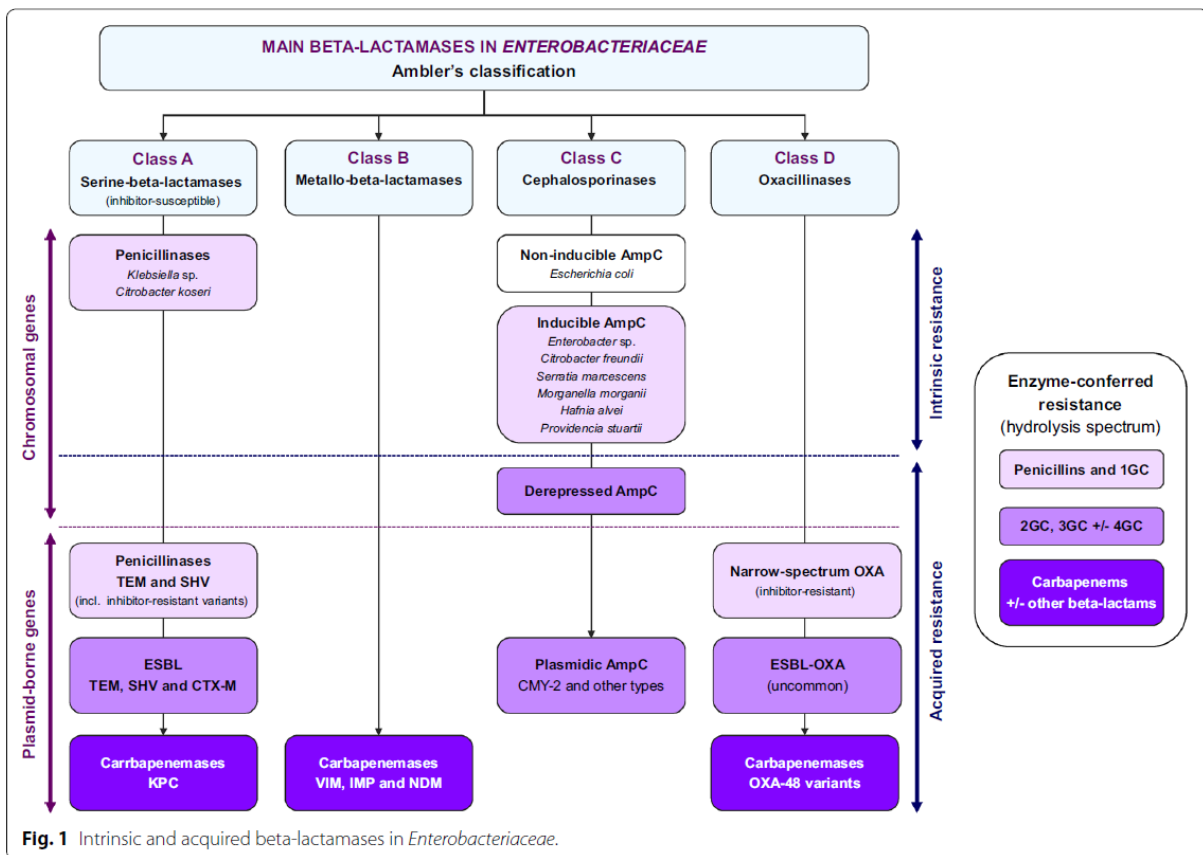 MAIN BETA-LACTAMASES IN ENTEROBACTERIACEAE
Ambler's classification
Class A
Serine-beta-lactamases
(inhibitor-susceptible)
Class B
Metallo-beta-lactamases
Class C
Cephalosporinases
Class D
Oxacillinases
Chromosomal genes
Penicillinases
Klebsiella sp.
Citrobacter koseri
Non-inducible AmpC
Escherichia coli
Inducible AmpC
Enterobacter sp.
Citrobacter freundii
Serratia marcescens
Morganella morganii
Hafnia alvei
Providencia stuartii
Intrinsic resistance
Derepressed AmpC
Plasmid-borne genes
Penicillinases
TEM and SHV
(incl. inhibitor-resistant variants)
Narrow-spectrum OXA
(inhibitor-resistant)
ESBL
TEM, SHV and CTX-M
Plasmidic AmpC
CMY-2 and other types
ESBL-OXA
(uncommon)
Carrbapenemases
KPC
Carbapenemases
VIM, IMP and NDM
Carbapenemases
OXA-48 variants
Acquired resistance
Enzyme-conferred
resistance
(hydrolysis spectrum)
Penicillins and 1GC
2GC, 3GC +/- 4GC
Carbapenems
+/- other beta-lactams
Fig. 1 Intrinsic and acquired beta-lactamases in Enterobacteriaceae.